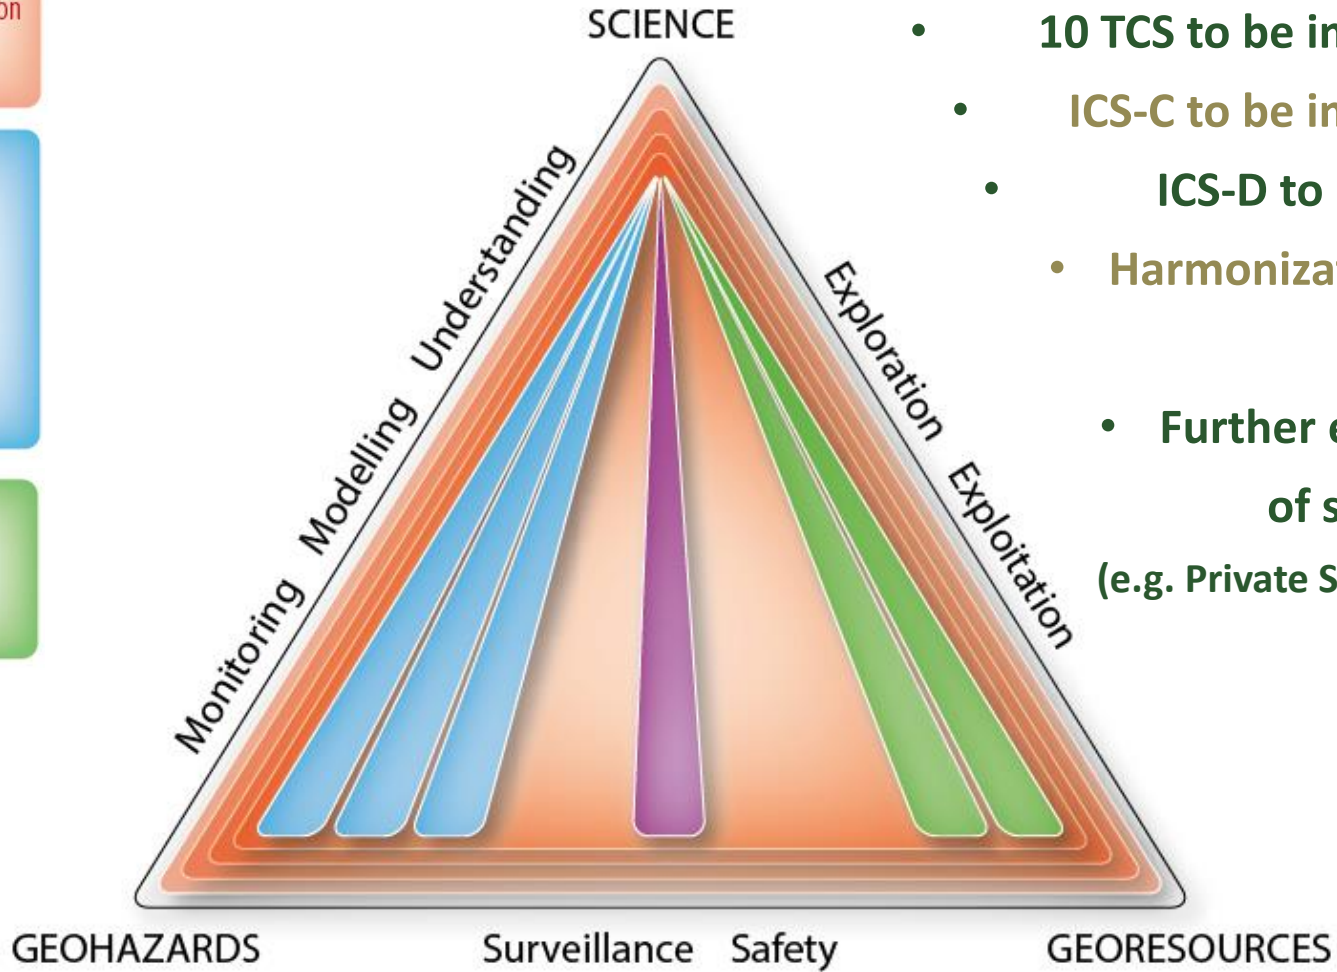 on
SCIENCE
• 10 TCS to be in
• ICS-C to be in
• ICS-D to
• Harmoniza
• Further e
of s
(e.g. Private S
Understanding
Modelling
Monitoring
Exploration
Exploitation
GEOHAZARDS Surveillance Safety GEORESOURCES